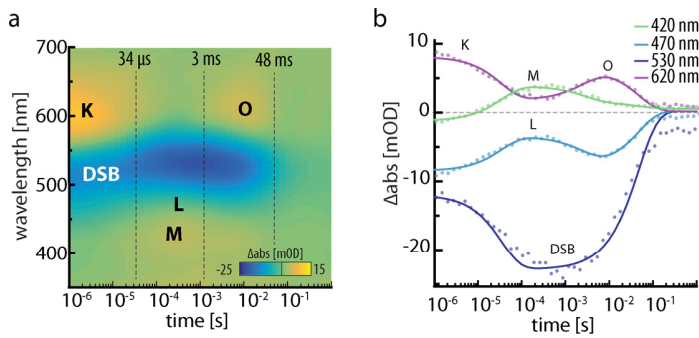 a
700
600
500
400
wavelength [nm]
34 µs
3 ms
48 ms
K
O
DSB
L
M
Δabs [mOD]
-25
15
10-6
10-5
10-4
10-3
10-2
10-1
time [s]
b
420 nm
470 nm
530 nm
620 nm
10
0
-10
-20
Δabs [mOD]
K
M
O
L
DSB
10-6
10-5
10-4
10-3
10-2
10-1
time [s]